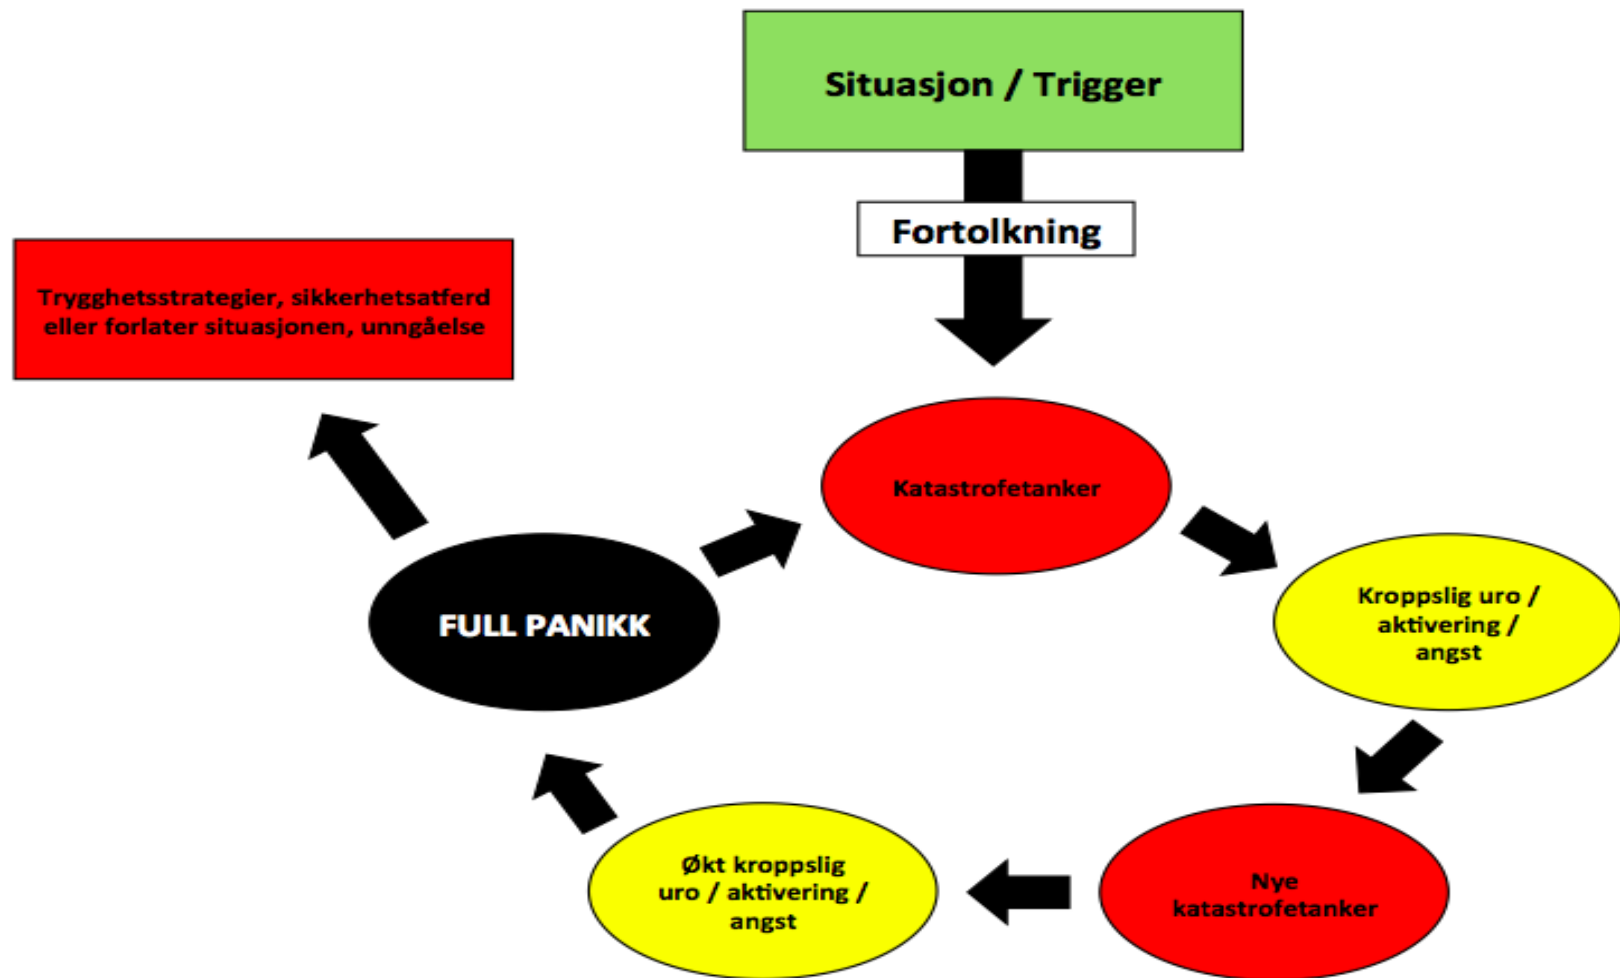 Situasjon / Trigger
Fortolkning
Trygghetsstrategier, sikkerhetsatferd
eller forlater situasjonen, unngåelse
Katastrofetanker
Kroppslig uro /
aktivering /
angst
FULL PANIKK
Økt kroppslig
uro / aktivering /
angst
Nye
katastrofetanker